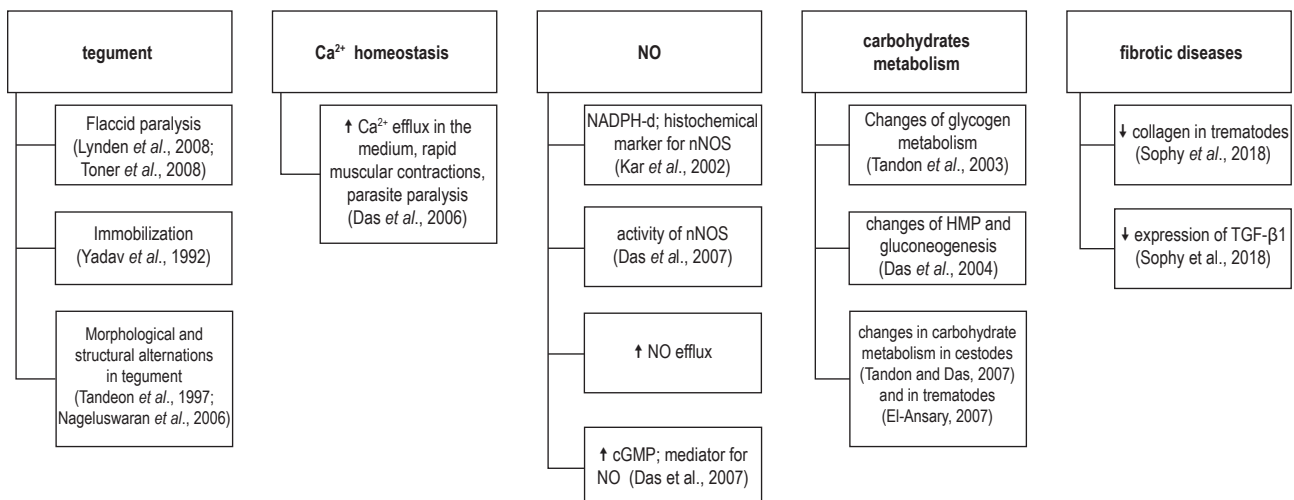 tegument
Flaccid paralysis
(Lynden et al., 2008;
Toner et al., 2008)
Immobilization
(Yadav et al., 1992)
Morphological and
structural alternations
in tegument
(Tandeon et al., 1997;
Nageluswaran et al., 2006)
Ca²⁺ homeostasis
↑ Ca²⁺ efflux in the
medium, rapid
muscular contractions,
parasite paralysis
(Das et al., 2006)
NO
NADPH-d; histochemical
marker for nNOS
(Kar et al., 2002)
activity of nNOS
(Das et al., 2007)
↑ NO efflux
↑ cGMP; mediator for
NO (Das et al., 2007)
carbohydrates
metabolism
Changes of glycogen
metabolism
(Tandon et al., 2003)
changes of HMP and
gluconeogenesis
(Das et al., 2004)
changes in carbohydrate
metabolism in cestodes
(Tandon and Das, 2007)
and in trematodes
(El-Ansary, 2007)
fibrotic diseases
↓ collagen in trematodes
(Sophy et al., 2018)
↓ expression of TGF-β1
(Sophy et al., 2018)